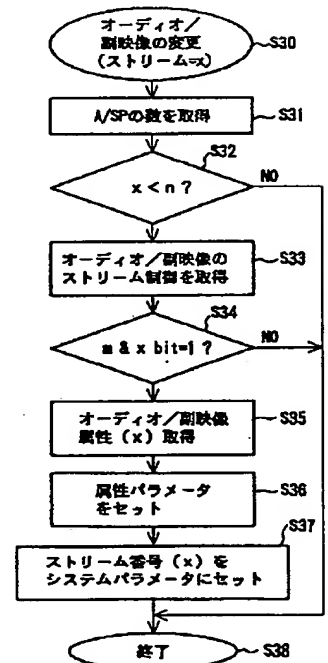 オーディオ/
副映像の変更
(ストリーム=x)
S30
A/SPの数を取得
S31
S32
x < n ?
NO
オーディオ/副映像の
ストリーム制御を取得
S33
S34
m & x bit=1 ?
NO
オーディオ/副映像
属性 (x) 取得
S35
属性パラメータ
をセット
S36
S37
ストリーム番号 (x) を
システムパラメータにセット
終了
S38